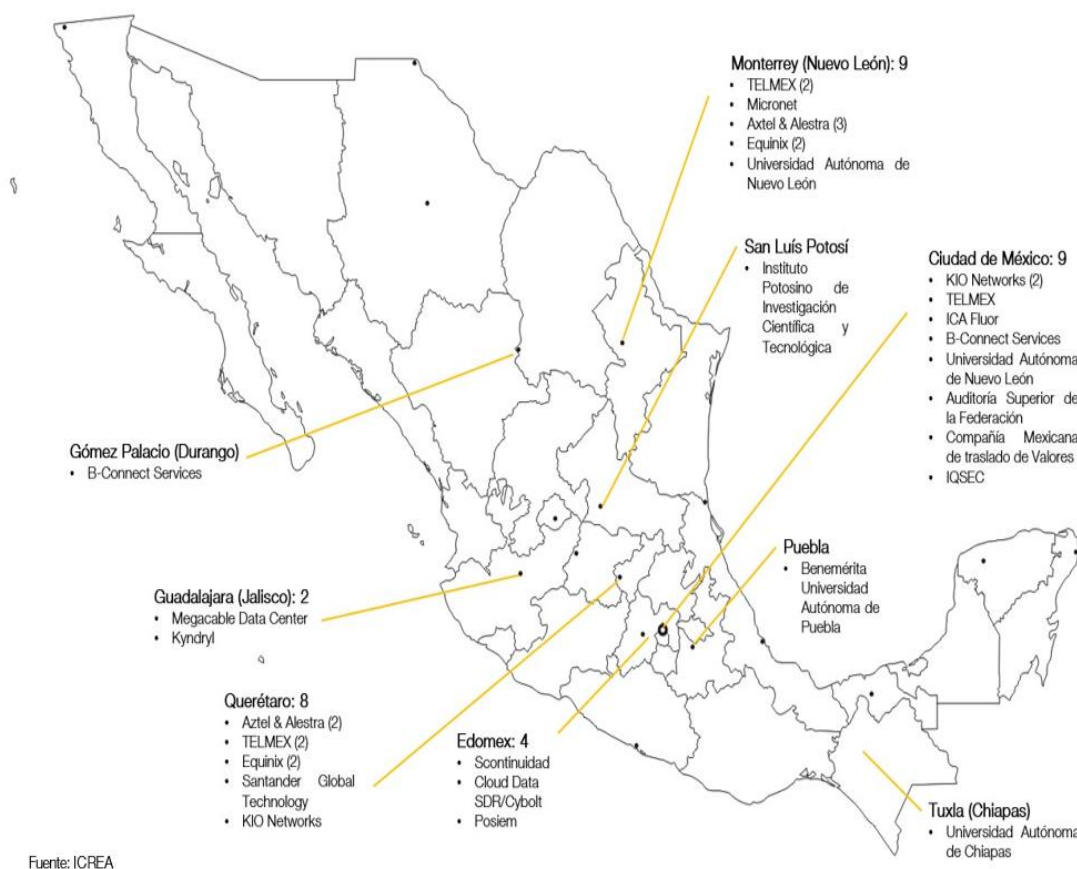 Monterrey (Nuevo León): 9
• TELMEX (2)
• Micronet
• Axtel & Alestra (3)
• Equinix (2)
• Universidad Autónoma de
Nuevo León
San Luís Potosí
• Instituto
Potosino de
Investigación
Científica y
Tecnológica
Ciudad de México: 9
• KIO Networks (2)
• TELMEX
• ICA Fluor
• B-Connect Services
• Universidad Autónoma
de Nuevo León
• Auditoría Superior de
la Federación
• Compañía Mexicana
de traslado de Valores
• IQSEC
Gómez Palacio (Durango)
• B-Connect Services
Puebla
• Benemérita
Universidad
Autónoma de
Puebla
Guadalajara (Jalisco): 2
• Megacable Data Center
• Kyndryl
Querétaro: 8
• Aztel & Alestra (2)
• TELMEX (2)
• Equinix (2)
• Santander Global
Technology
• KIO Networks
Edomex: 4
• Scontinuidad
• Cloud Data
SDR/Cybolt
• Posiem
Tuxla (Chiapas)
• Universidad Autónoma
de Chiapas
Fuente: ICREA